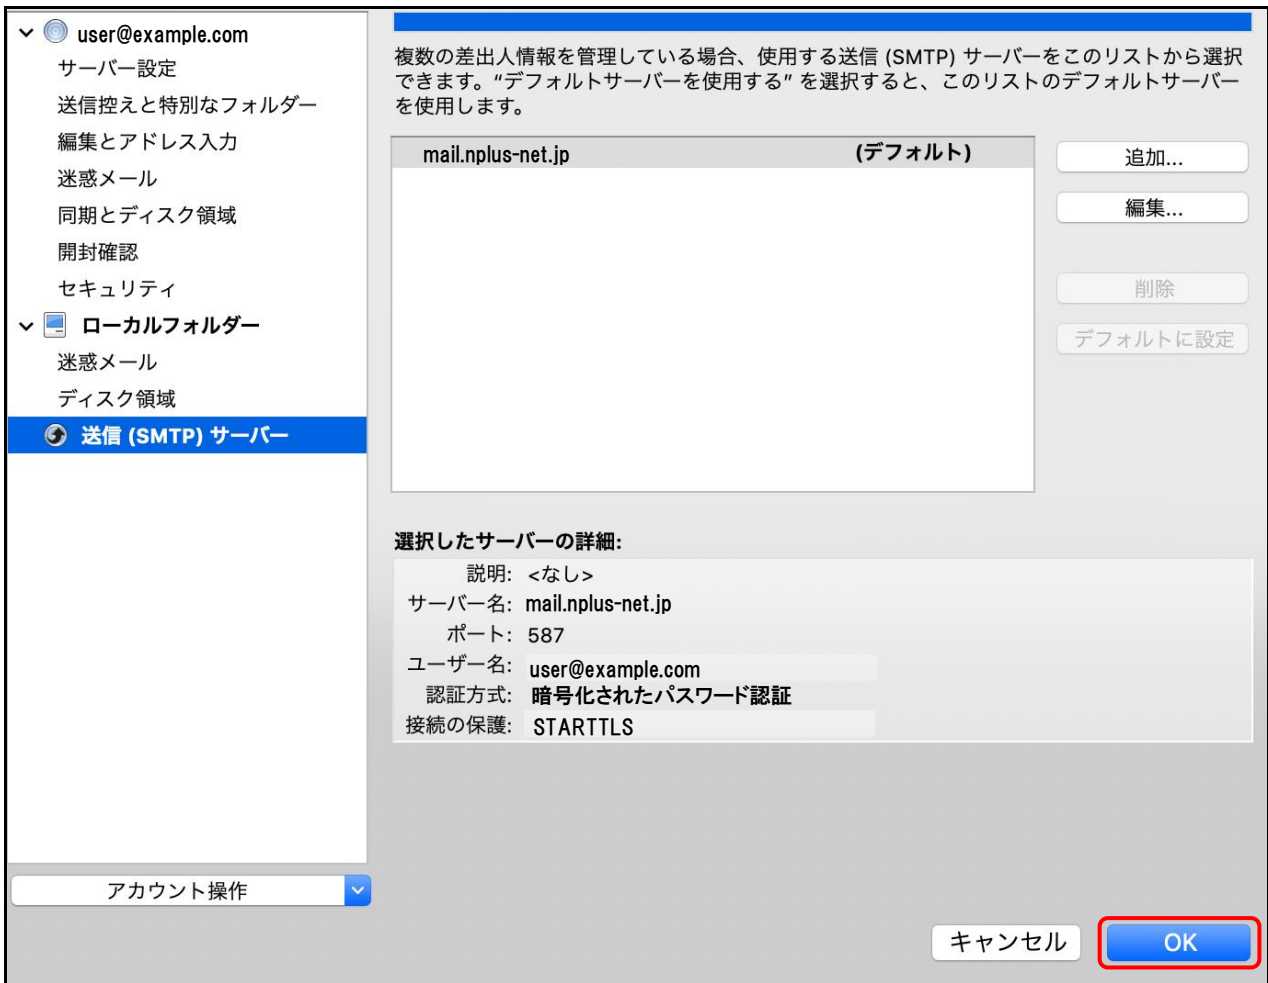 user@example.com
サーバー設定
送信控えと特別なフォルダー
編集とアドレス入力
迷惑メール
同期とディスク領域
開封確認
セキュリティ
ローカルフォルダー
迷惑メール
ディスク領域
送信 (SMTP) サーバー
アカウント操作
複数の差出人情報を管理している場合、使用する送信 (SMTP) サーバーをこのリストから選択
できます。“デフォルトサーバーを使用する” を選択すると、このリストのデフォルトサーバー
を使用します。
mail.nplus-net.jp (デフォルト)
追加...
編集...
削除
デフォルトに設定
選択したサーバーの詳細:
説明: <なし>
サーバー名: mail.nplus-net.jp
ポート: 587
ユーザー名: user@example.com
認証方式: 暗号化されたパスワード認証
接続の保護: STARTTLS
キャンセル
OK